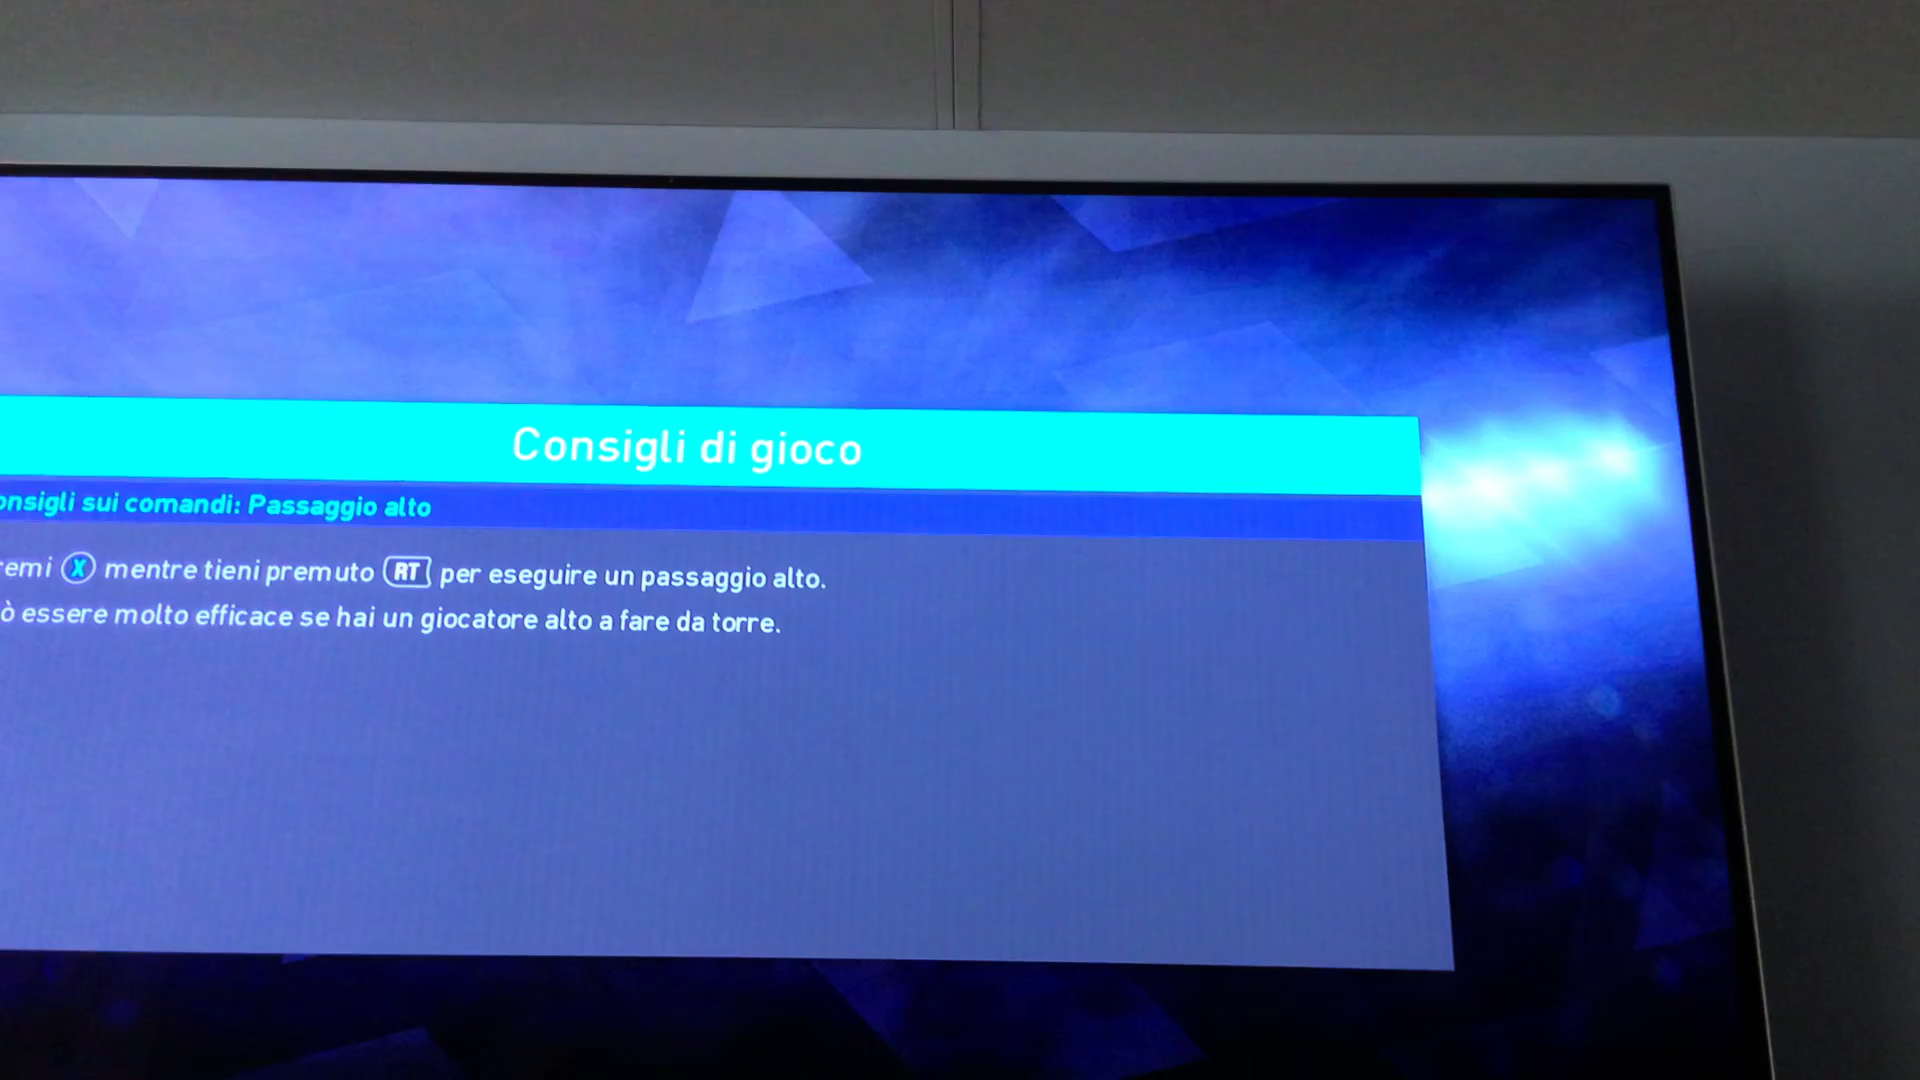 Consigli di gioco
onsigli sui comandi: Passaggio alto
remi X mentre tieni premuto RT per eseguire un passaggio alto.
ò essere molto efficace se hai un giocatore alto a fare da torre.